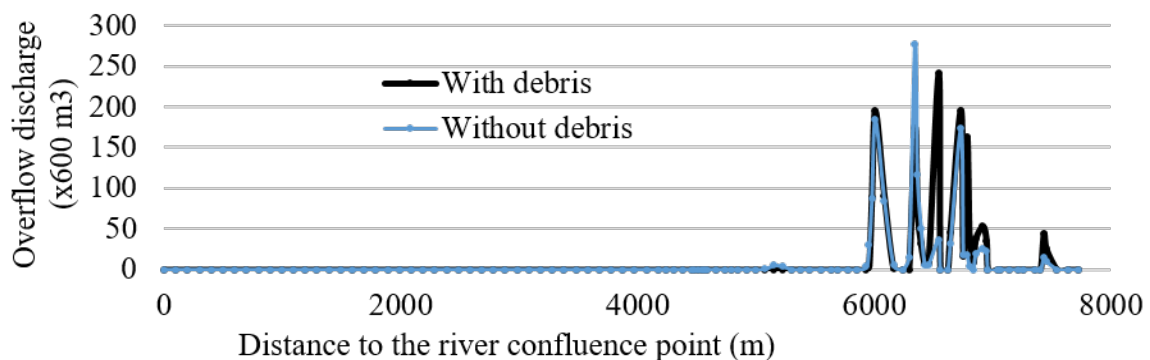 Overflow discharge
(x600 m3)
300
250
200
150
100
50
0
With debris
Without debris
0 2000 4000 6000 8000
Distance to the river confluence point (m)